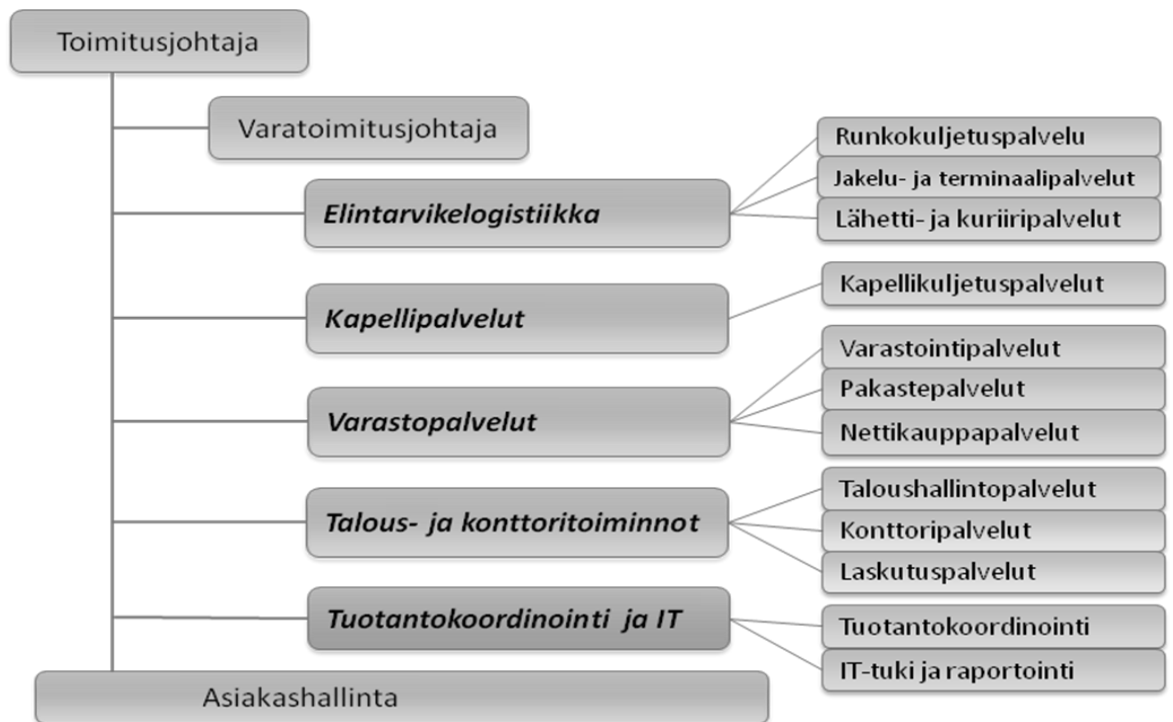 Toimitusjohtaja
Varatoimitusjohtaja
Elintarvikelogistiikka
Runkokuljetuspalvelu
Jakelu- ja terminaalipalvelut
Lähetti- ja kuriiripalvelut
Kapellipalvelut
Kapellikuljetuspalvelut
Varastopalvelut
Varastointipalvelut
Pakastepalvelut
Nettikauppapalvelut
Talous- ja konttoritoiminnot
Taloushallintopalvelut
Konttoripalvelut
Laskutuspalvelut
Tuotantokoordinointi ja IT
Tuotantokoordinointi
IT-tuki ja raportointi
Asiakashallinta